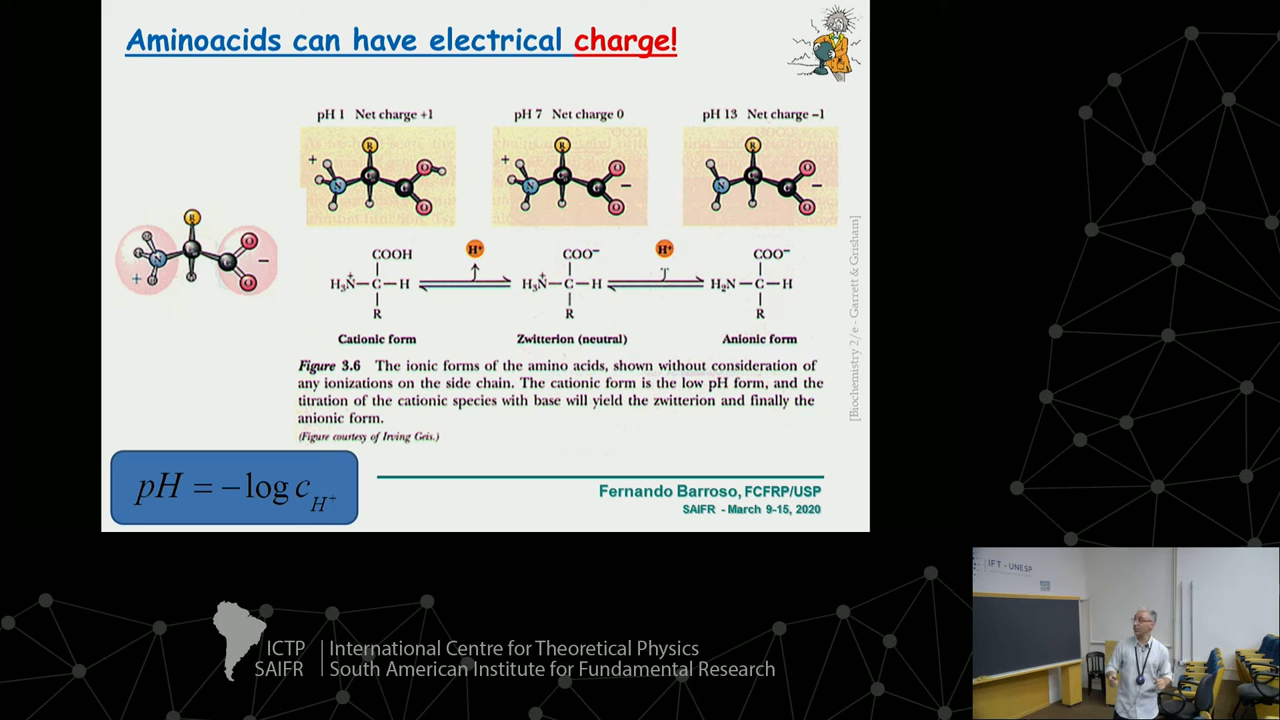 Aminoacids can have electrical charge!
pH 1 Net charge +1
pH 7 Net charge 0
pH 13 Net charge −1
+
R
N
C
C
O
O
+
R
N
C
C
O
O
−
R
N
C
C
O
O
−
R
N
C
C
O
O
+
−
H⁺
H⁺
COOH
H₃N⁺—C—H
R
COO⁻
H₃N⁺—C—H
R
COO⁻
H₂N—C—H
R
Cationic form
Zwitterion (neutral)
Anionic form
Figure 3.6 The ionic forms of the amino acids, shown without consideration of
any ionizations on the side chain. The cationic form is the low pH form, and the
titration of the cationic species with base will yield the zwitterion and finally the
anionic form.
(Figure courtesy of Irving Geis.)
[Biochemistry 2/e - Garrett & Grisham]
pH = −log c_H⁺
Fernando Barroso, FCFRP/USP
SAIFR - March 9-15, 2020
IFT - UNESP
ICTP | International Centre for Theoretical Physics
SAIFR | South American Institute for Fundamental Research